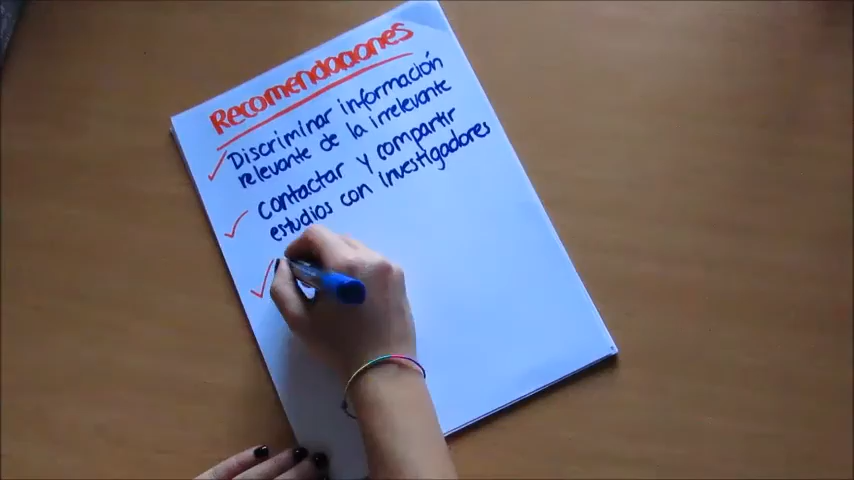 Recomendaciones
Discriminar información
relevante de la irrelevante
contactar y compartir
estudios con investigadores